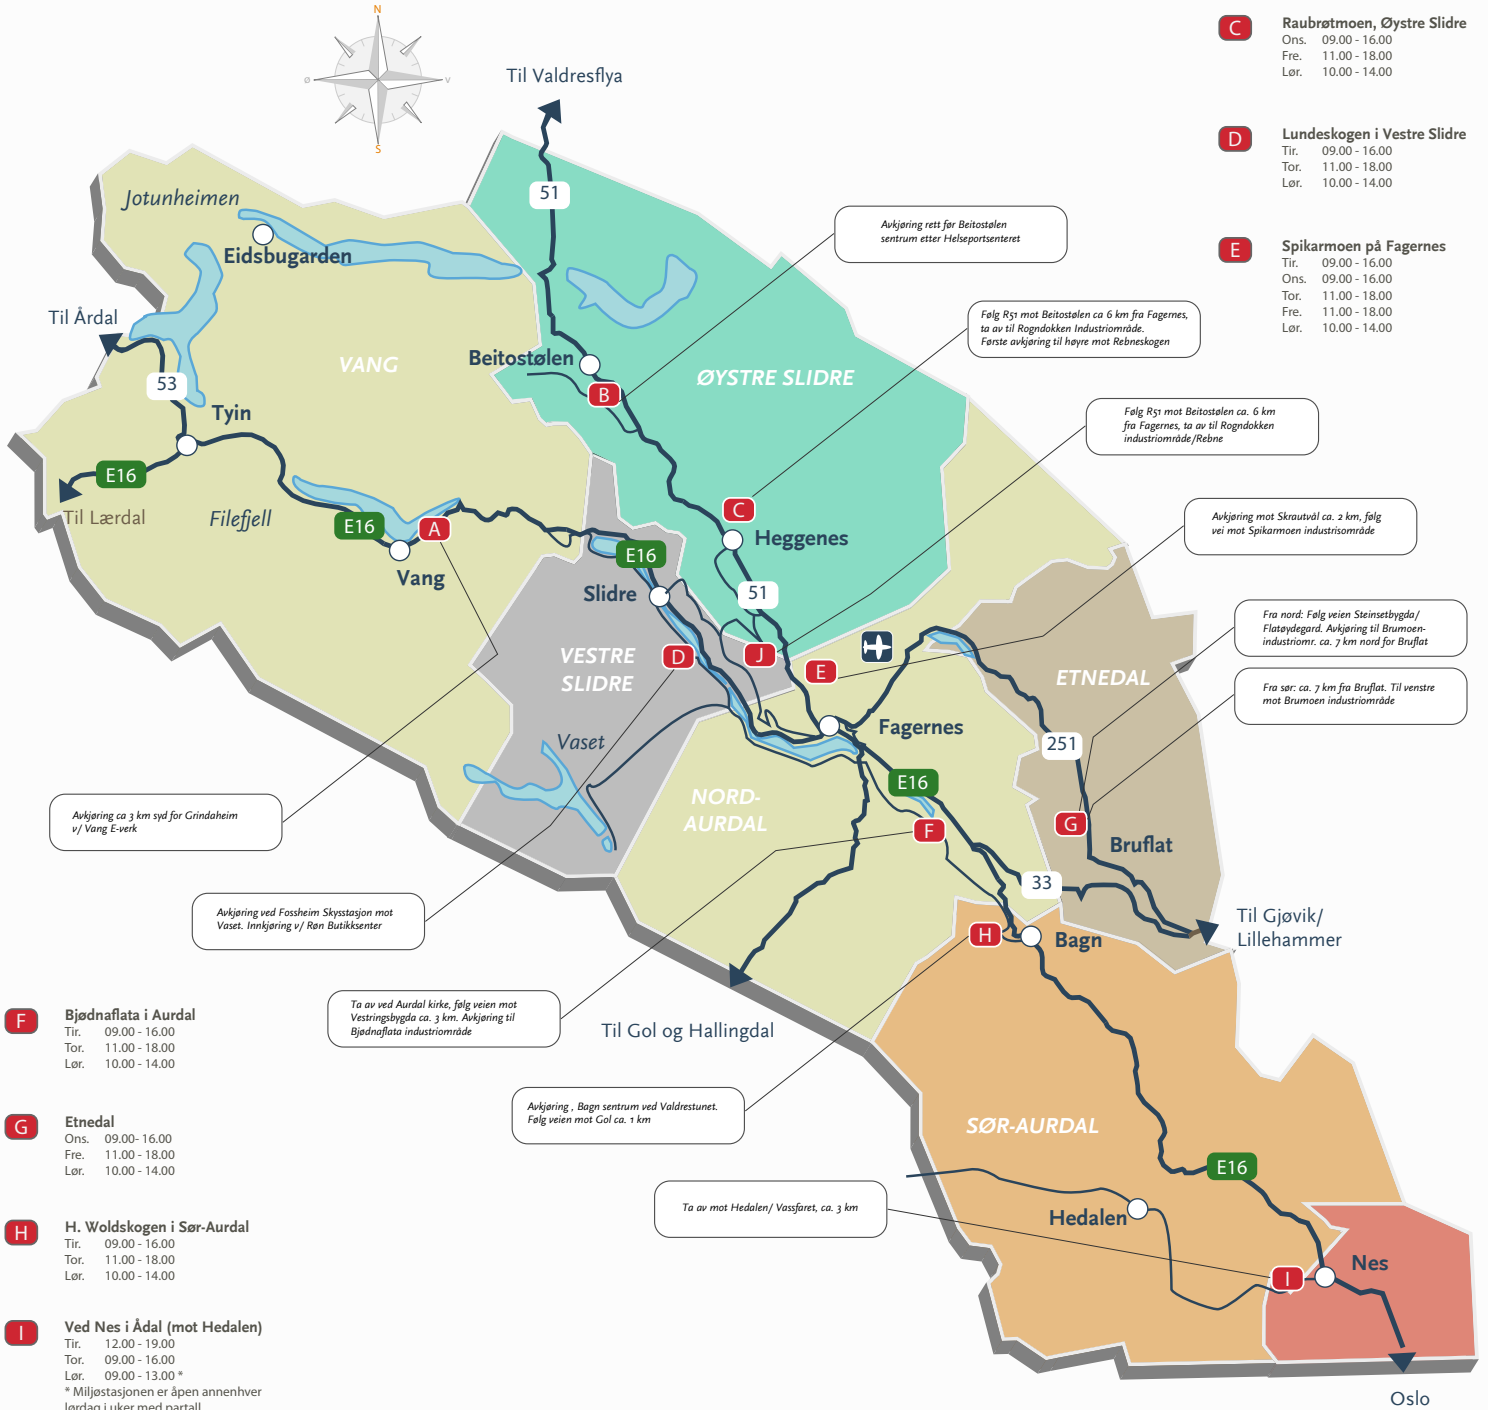 N
Ø
V
S
C
Raubrøtmoen, Øystre Slidre
Ons. 09.00 - 16.00
Fre. 11.00 - 18.00
Lør. 10.00 - 14.00
D
Lundeskogen i Vestre Slidre
Tir. 09.00 - 16.00
Tor. 11.00 - 18.00
Lør. 10.00 - 14.00
E
Spikarmoen på Fagernes
Tir. 09.00 - 16.00
Ons. 09.00 - 16.00
Tor. 11.00 - 18.00
Fre. 11.00 - 18.00
Lør. 10.00 - 14.00
Til Valdresflya
51
Jotunheimen
Eidsbugarden
Til Årdal
53
VANG
Tyin
E16
Til Lærdal
Filefjell
E16
A
Vang
Beitostølen
B
ØYSTRE SLIDRE
C
Heggenes
51
E16
Slidre
VESTRE
SLIDRE
D
J
E
Vaset
Fagernes
NORD-
AURDAL
E16
F
ETNEDAL
251
G
Bruflat
33
H
Bagn
Til Gjøvik/
Lillehammer
Til Gol og Hallingdal
SØR-AURDAL
E16
Hedalen
I
Nes
Oslo
Avkjøring rett før Beitostølen
sentrum etter Helseportsenteret
Følg R51 mot Beitostølen ca 6 km fra Fagernes,
ta av til Rogndokken Industriområde.
Første avkjøring til høyre mot Rebneskogen
Følg R51 mot Beitostølen ca. 6 km
fra Fagernes, ta av til Rogndokken
industriområde/Rebne
Avkjøring mot Skrautvål ca. 2 km, følg
vei mot Spikarmoen industrisområde
Fra nord: Følg veien Steinsetbygda/
Flatøydegard. Avkjøring til Brumoen-
industriomr. ca. 7 km nord for Bruflat
Fra sør: ca. 7 km fra Bruflat. Til venstre
mot Brumoen industriområde
Avkjøring ca 3 km syd for Grindaheim
v/ Vang E-verk
Avkjøring ved Fossheim Skysstasjon mot
Vaset. Innkjøring v/ Røn Butikksenter
Ta av ved Aurdal kirke, følg veien mot
Vestringsbygda ca. 3 km. Avkjøring til
Bjødnaflata industriområde
Avkjøring , Bagn sentrum ved Valdrestunet.
Følg veien mot Gol ca. 1 km
Ta av mot Hedalen/ Vassfaret, ca. 3 km
F
Bjødnaflata i Aurdal
Tir. 09.00 - 16.00
Tor. 11.00 - 18.00
Lør. 10.00 - 14.00
G
Etnedal
Ons. 09.00- 16.00
Fre. 11.00 - 18.00
Lør. 10.00 - 14.00
H
H. Woldskogen i Sør-Aurdal
Tir. 09.00 - 16.00
Tor. 11.00 - 18.00
Lør. 10.00 - 14.00
I
Ved Nes i Ådal (mot Hedalen)
Tir. 12.00 - 19.00
Tor. 09.00 - 16.00
Lør. 09.00 - 13.00 *
* Miljøstasjonen er åpen annenhver
lørdag i uker med partall